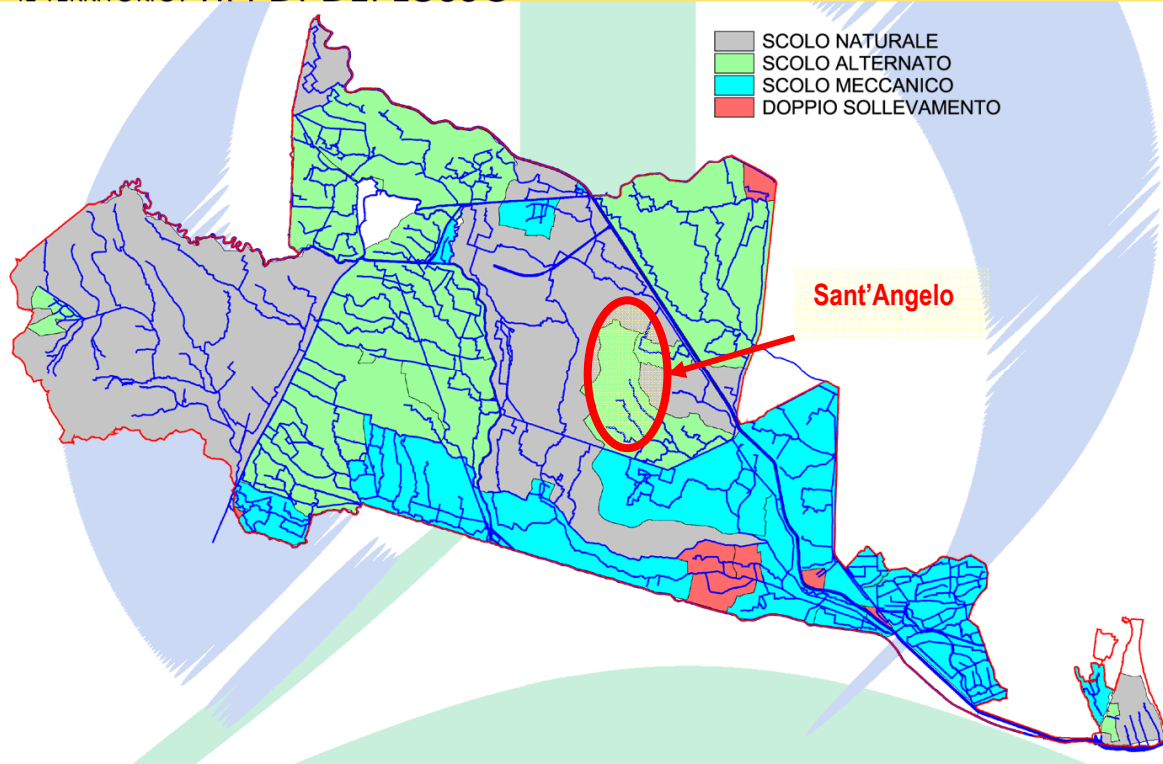 SCOLO NATURALE
SCOLO ALTERNATO
SCOLO MECCANICO
DOPPIO SOLLEVAMENTO
Sant'Angelo